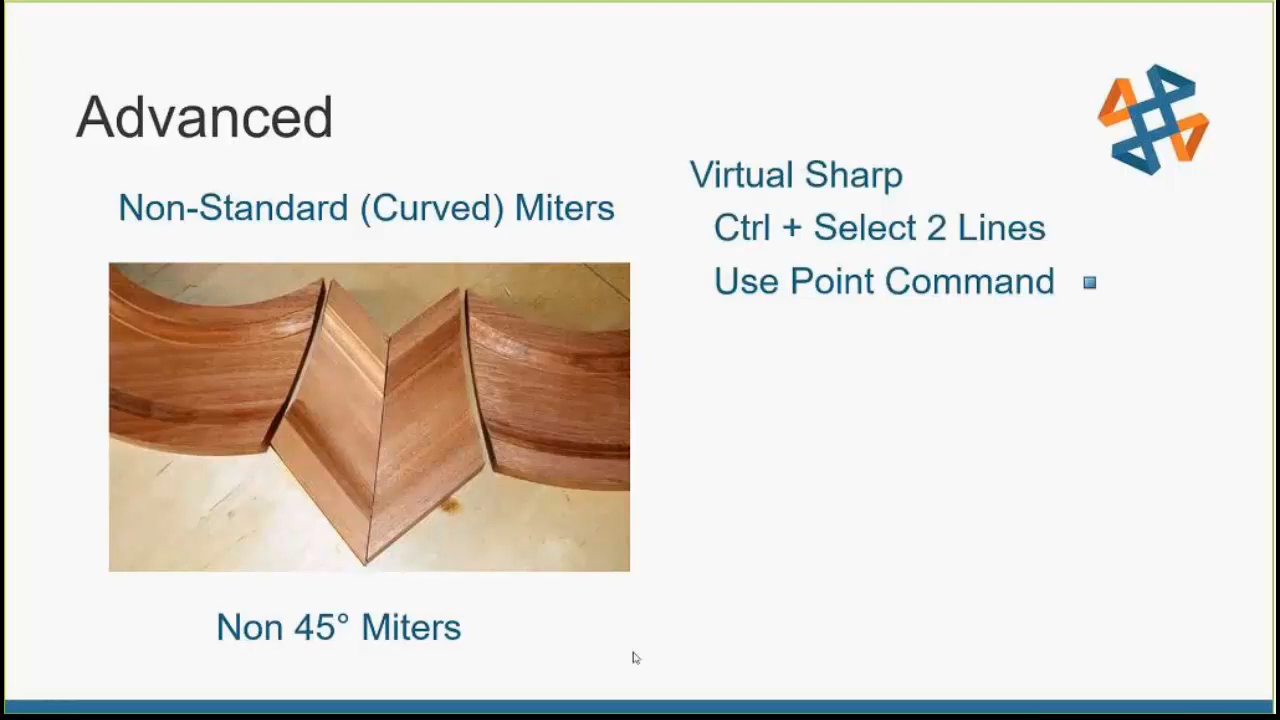 Advanced
Non-Standard (Curved) Miters
Non 45° Miters
Virtual Sharp
Ctrl + Select 2 Lines
Use Point Command